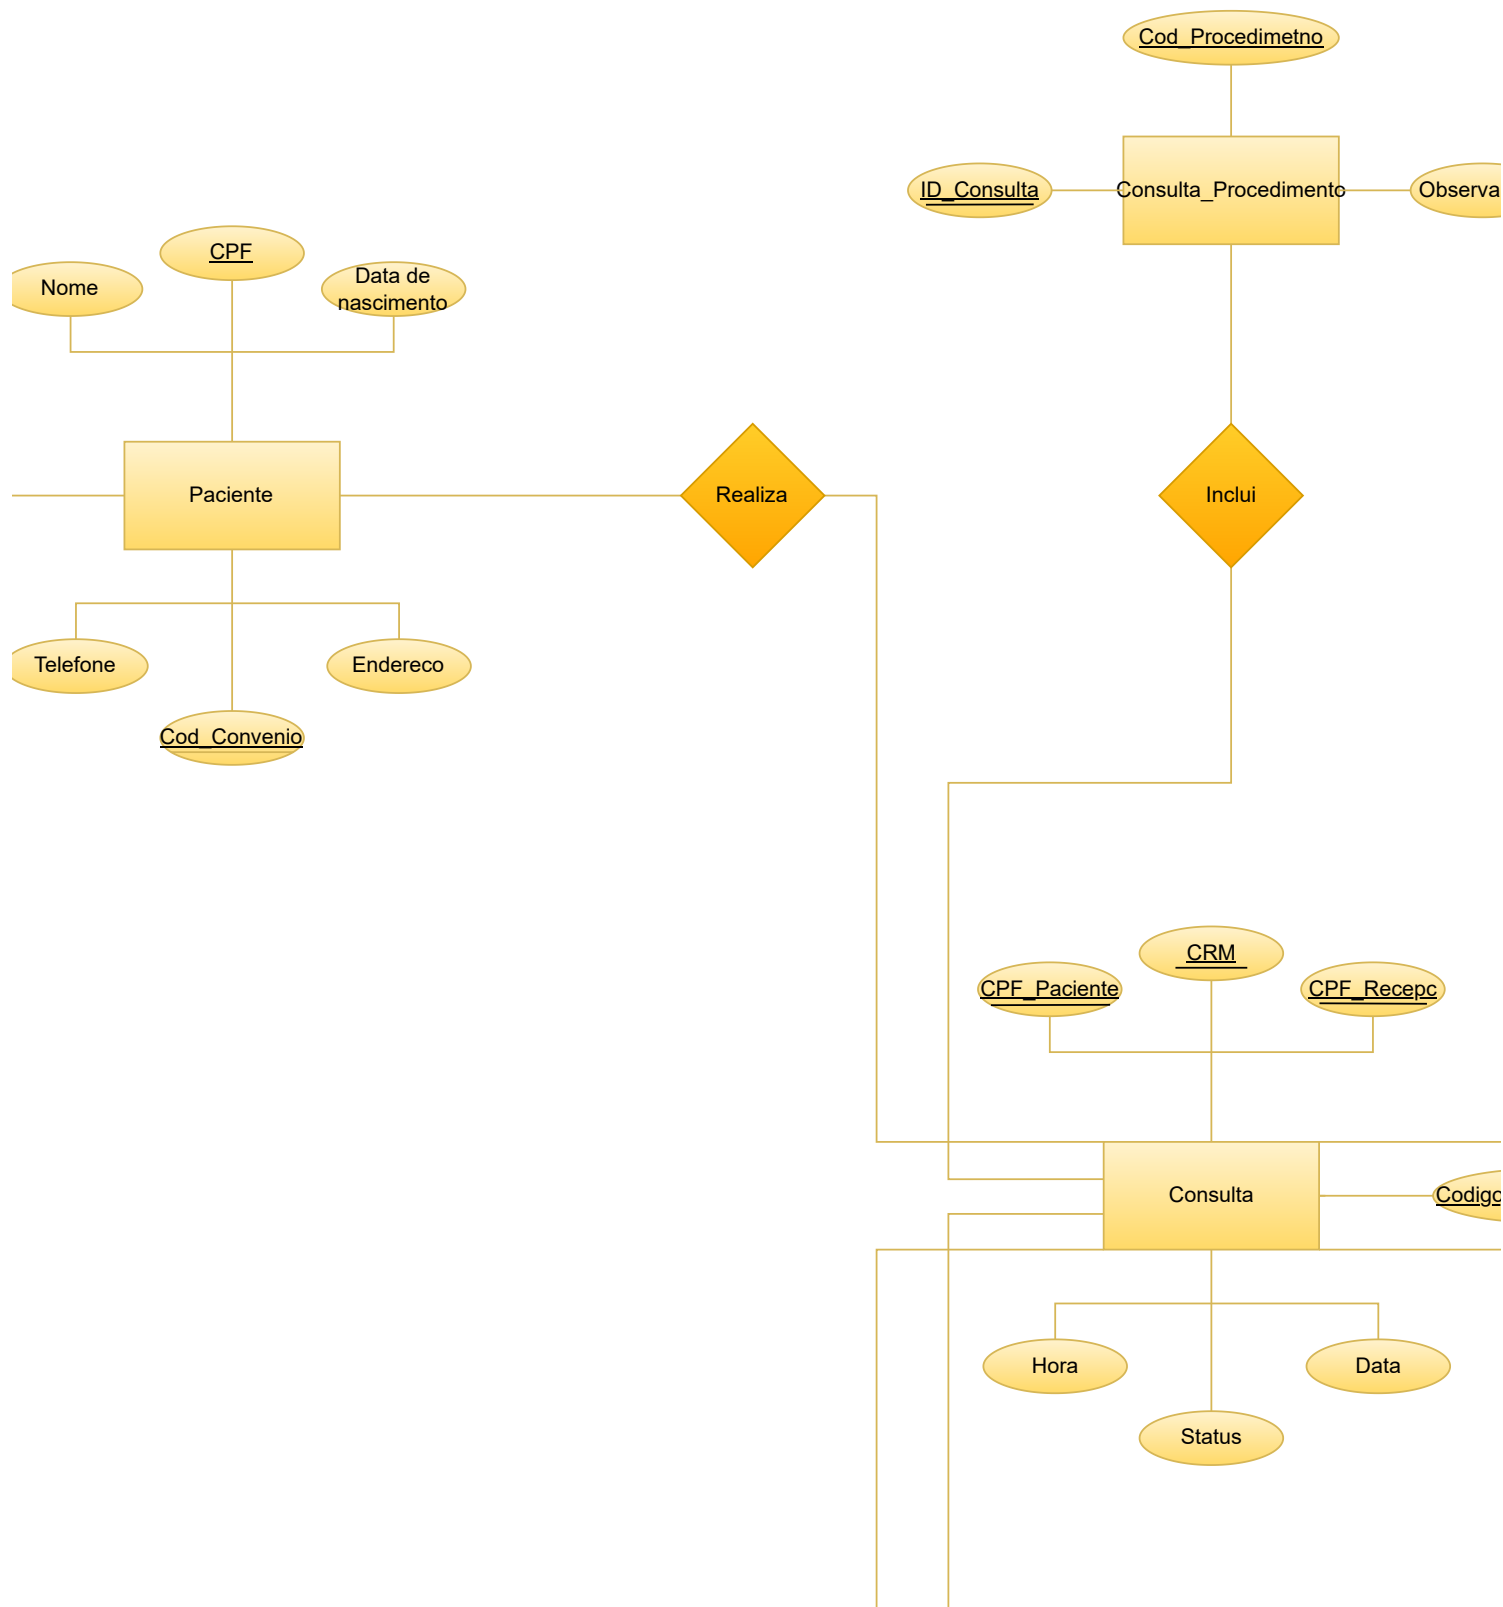 Cod_Procedimetno
ID_Consulta
Consulta_Procedimento
Observa
CPF
Nome
Data de
nascimento
Paciente
Realiza
Inclui
Telefone
Endereco
Cod_Convenio
CRM
CPF_Paciente
CPF_Recepc
Consulta
Codigo
Hora
Data
Status